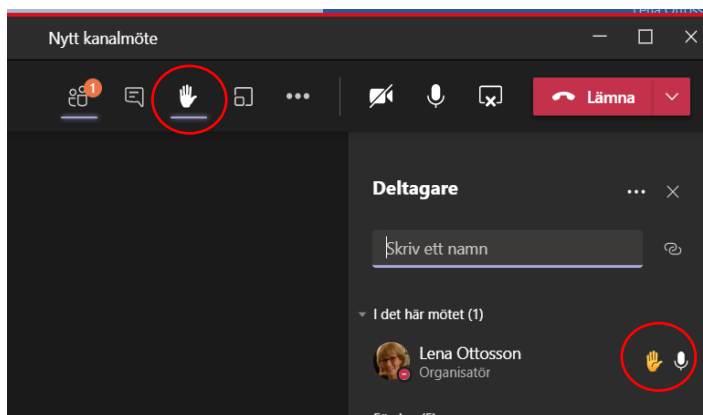 Nytt kanalmöte
1
Lämna
Deltagare
Skriv ett namn
I det här mötet (1)
Lena Ottosson
Organisatör